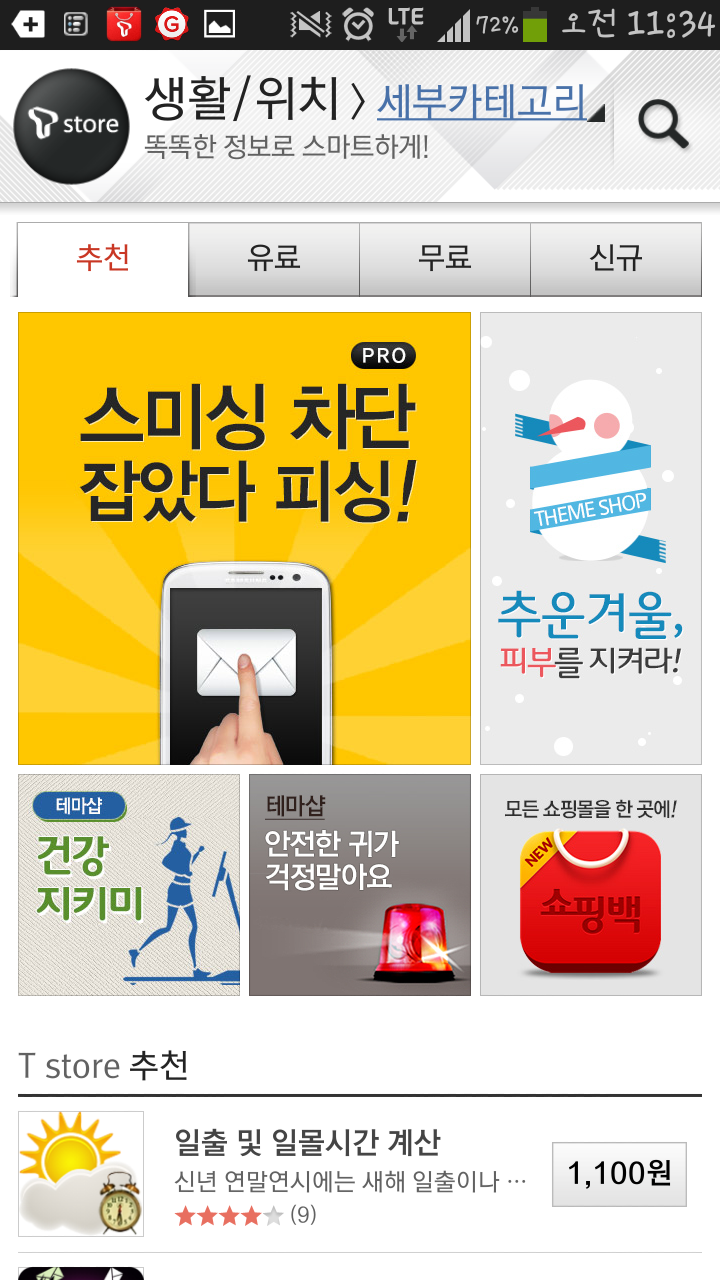 G
LTE
72%
오전 11:34
T store
생활/위치 > 세부카테고리
똑똑한 정보로 스마트하게!
추천
유료
무료
신규
PRO
스미싱 차단
잡았다 피싱!
SAMSUNG
THEME SHOP
추운겨울,
피부를 지켜라!
테마샵
건강
지키미
테마샵
안전한 귀가
걱정말아요
모든 쇼핑몰을 한 곳에!
NEW
쇼핑백
T store 추천
일출 및 일몰시간 계산
신년 연말연시에는 새해 일출이나 ...
(9)
1,100원